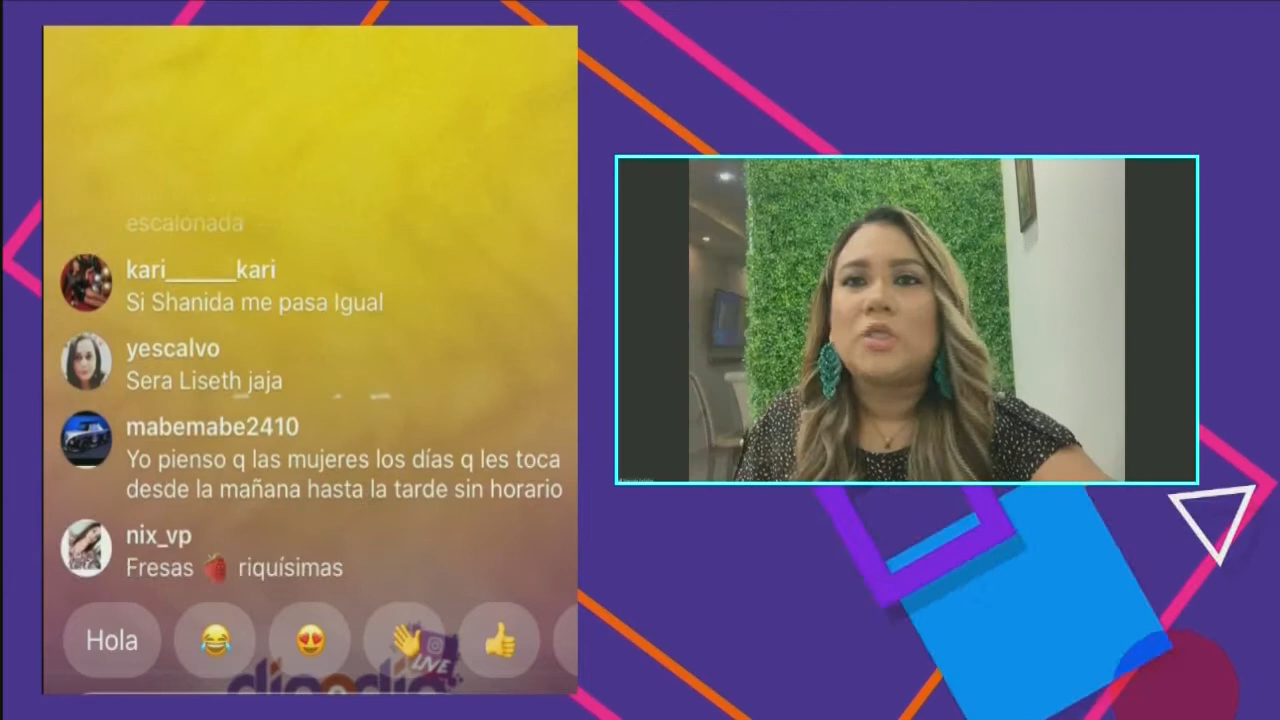 escalonada
kari______kari
Si Shanida me pasa Igual
yescalvo
Sera Liseth jaja
mabemabe2410
Yo pienso q las mujeres los días q les toca
desde la mañana hasta la tarde sin horario
nix_vp
Fresas 🍓 riquísimas
Hola 😂 😍 👋 👍
LIVE